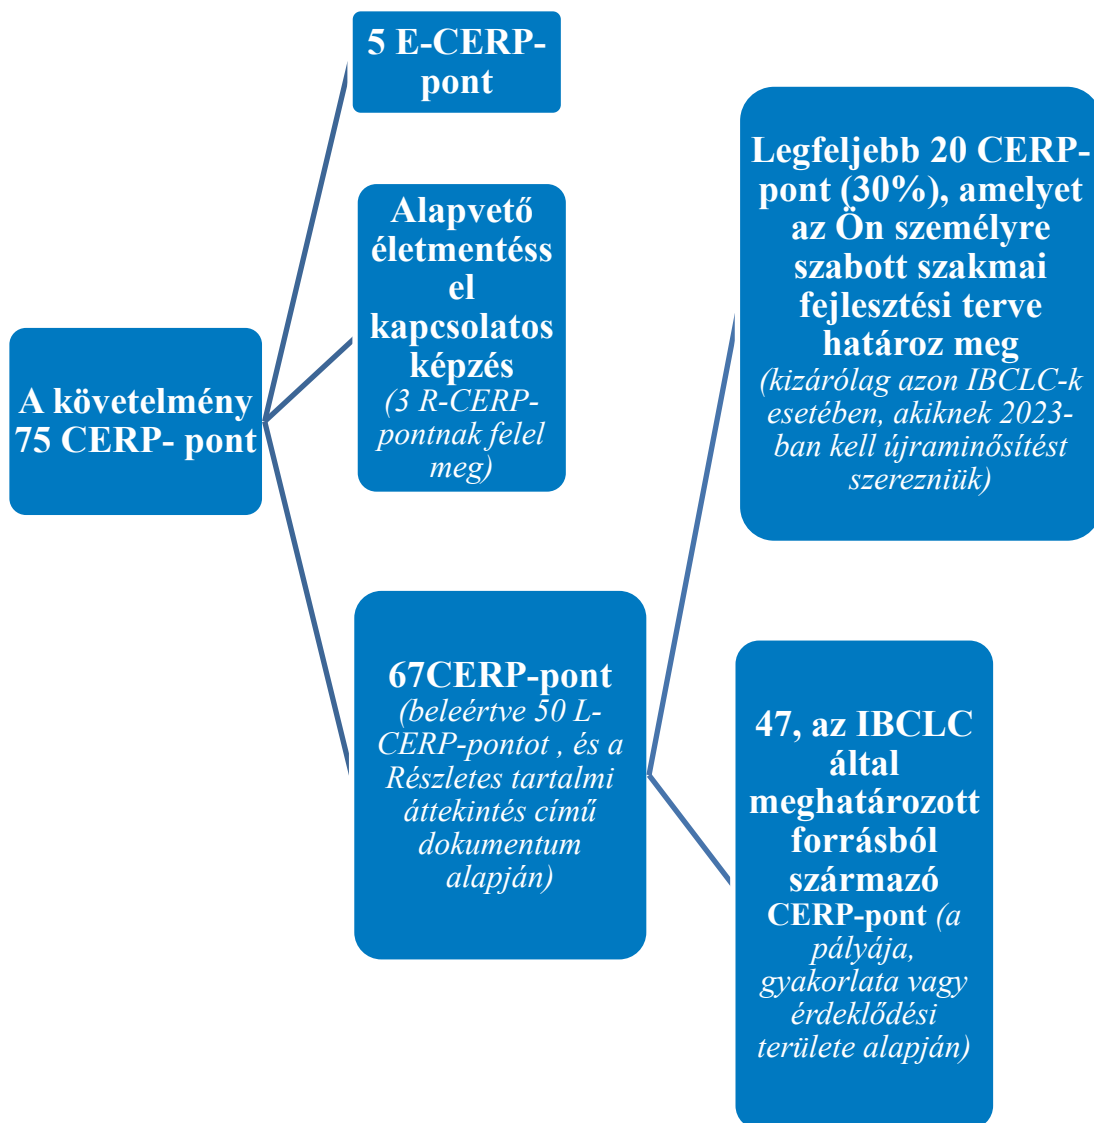 A követelmény
75 CERP- pont
5 E-CERP-
pont
Alapvető
életmentéss
el
kapcsolatos
képzés
(3 R-CERP-
pontnak felel
meg)
67CERP-pont
(beleértve 50 L-
CERP-pontot , és a
Részletes tartalmi
áttekintés című
dokumentum
alapján)
Legfeljebb 20 CERP-
pont (30%), amelyet
az Ön személyre
szabott szakmai
fejlesztési terve
határoz meg
(kizárólag azon IBCLC-k
esetében, akiknek 2023-
ban kell újraminősítést
szerezniük)
47, az IBCLC
által
meghatározott
forrásból
származó
CERP-pont (a
pályája,
gyakorlata vagy
érdeklődési
területe alapján)